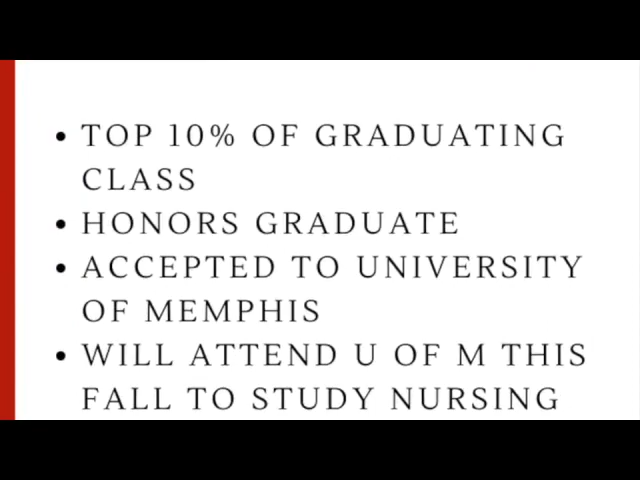 • TOP 10% OF GRADUATING
CLASS
• HONORS GRADUATE
• ACCEPTED TO UNIVERSITY
OF MEMPHIS
• WILL ATTEND U OF M THIS
FALL TO STUDY NURSING